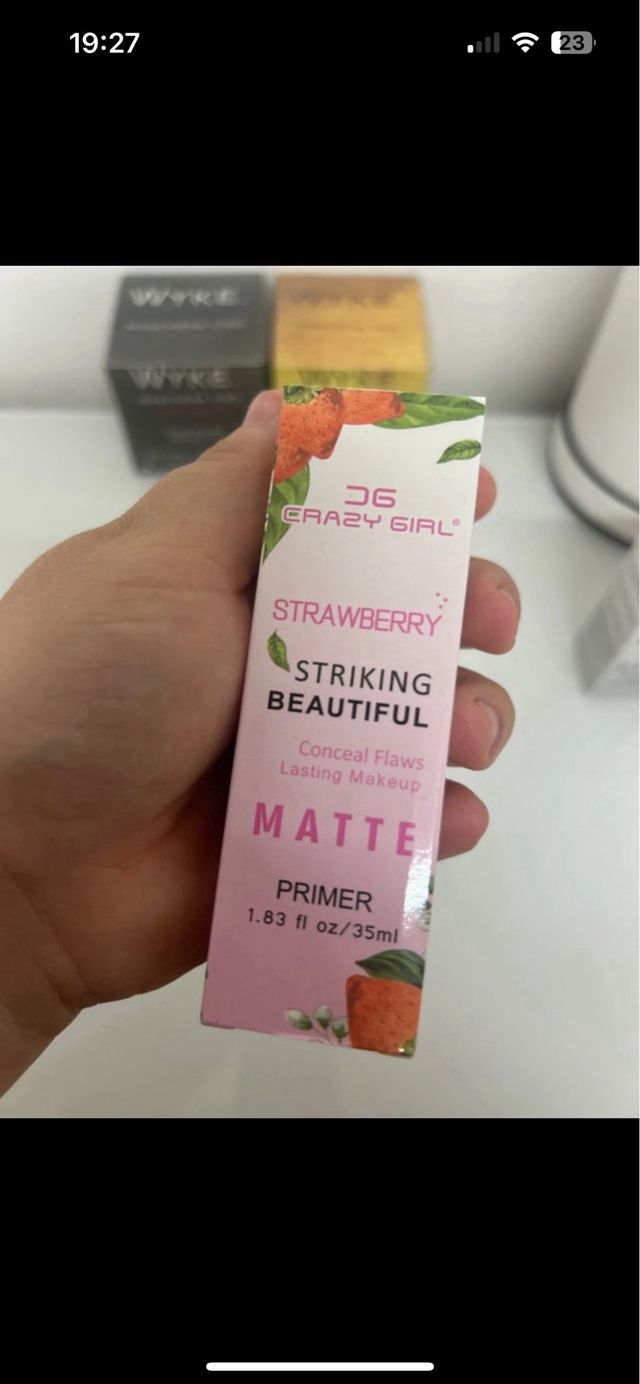 19:27
23
WYKE
WYKE
WYKE
CRAZY GIRL®
STRAWBERRY
STRIKING
BEAUTIFUL
Conceal Flaws
Lasting Makeup
MATTE
PRIMER
1.83 fl oz/35ml